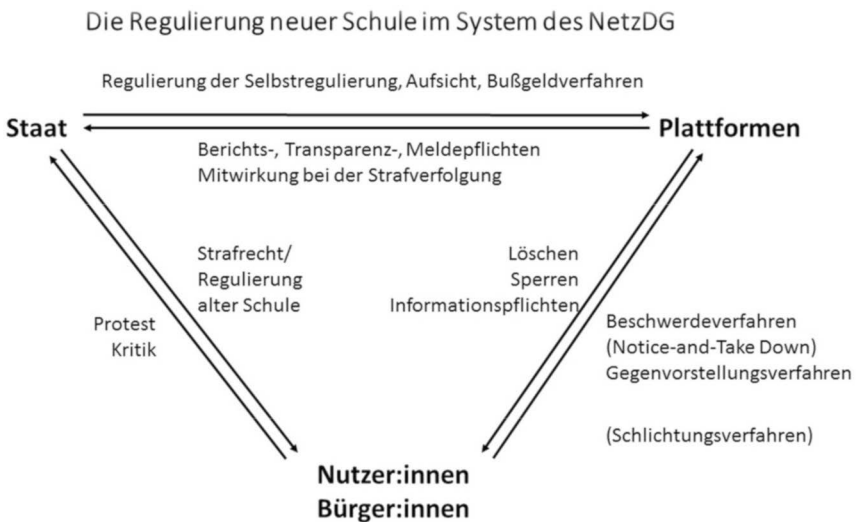 Die Regulierung neuer Schule im System des NetzDG
Regulierung der Selbstregulierung, Aufsicht, Bußgeldverfahren
Staat
Plattformen
Berichts-, Transparenz-, Meldepflichten
Mitwirkung bei der Strafverfolgung
Strafrecht/
Regulierung
alter Schule
Löschen
Sperren
Informationspflichten
Protest
Kritik
Beschwerdeverfahren
(Notice-and-Take Down)
Gegenvorstellungsverfahren
(Schlichtungsverfahren)
Nutzer:innen
Bürger:innen